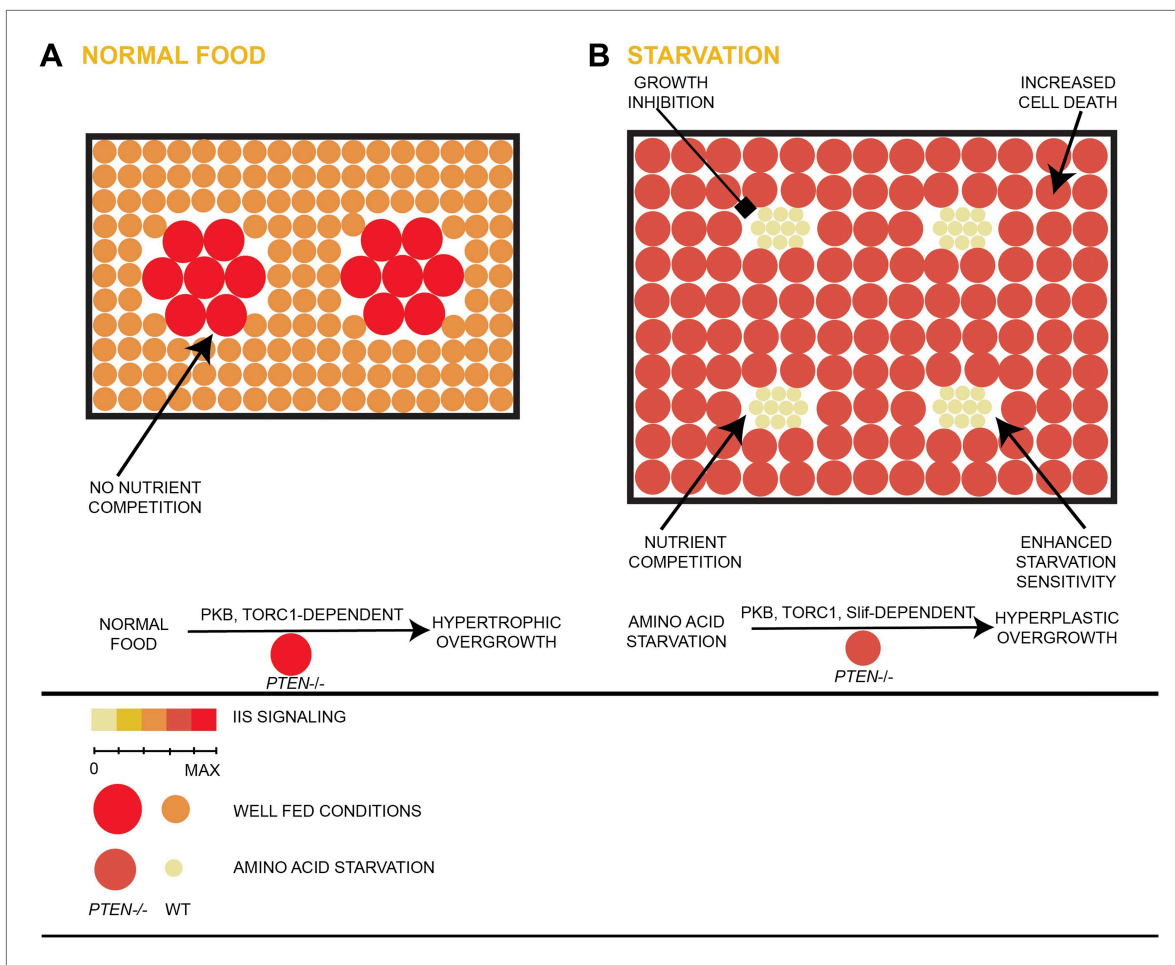 A NORMAL FOOD
NO NUTRIENT
COMPETITION
NORMAL
FOOD
PKB, TORC1-DEPENDENT
HYPERTROPHIC
OVERGROWTH
PTEN-/-
B STARVATION
GROWTH
INHIBITION
INCREASED
CELL DEATH
NUTRIENT
COMPETITION
ENHANCED
STARVATION
SENSITIVITY
AMINO ACID
STARVATION
PKB, TORC1, Slif-DEPENDENT
HYPERPLASTIC
OVERGROWTH
PTEN-/-
IIS SIGNALING
0 MAX
WELL FED CONDITIONS
AMINO ACID STARVATION
PTEN-/- WT